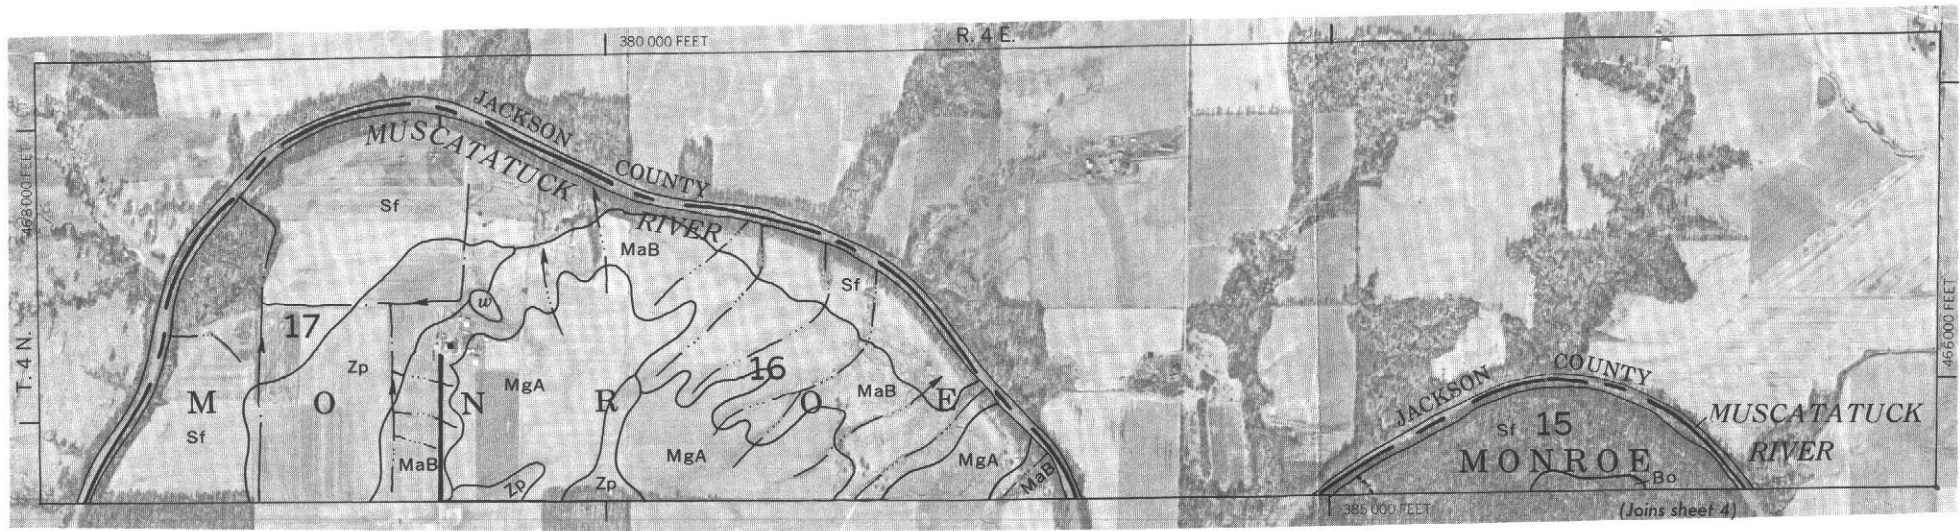 380 000 FEET
R. 4 E.
JACKSON COUNTY
MUSCATATUCK RIVER
468 000 FEET
T. 4 N.
466 000 FEET
Sf
MaB
Sf
w
17
Zp
MgA
16
MaB
MONROE
Sf
MaB
Zp
Zp
MgA
MgA
MaB
JACKSON COUNTY
MUSCATATUCK
RIVER
Sf 15
MONROE
Bo
385 000 FEET
(Joins sheet 4)